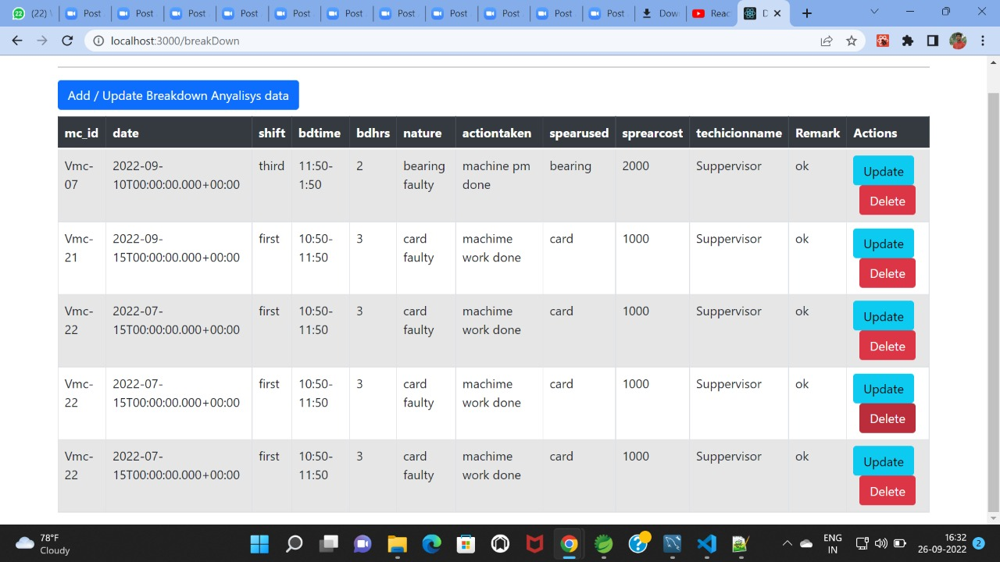 (22) \ Post Post Post Post Post Post Post Post Post Post Post Dow Reac D
localhost:3000/breakDown
Add / Update Breakdown Anyalisys data
mc_id date shift bdtime bdhrs nature actiontaken spearused sprearcost techicionname Remark Actions
Vmc- 2022-09- third 11:50- 2 bearing machine pm bearing 2000 Suppervisor ok Update
07 10T00:00:00.000+00:00 1:50 faulty done
Delete
Vmc- 2022-09- first 10:50- 3 card machime card 1000 Suppervisor ok Update
21 15T00:00:00.000+00:00 11:50 faulty work done
Delete
Vmc- 2022-07- first 10:50- 3 card machime card 1000 Suppervisor ok Update
22 15T00:00:00.000+00:00 11:50 faulty work done
Delete
Vmc- 2022-07- first 10:50- 3 card machime card 1000 Suppervisor ok Update
22 15T00:00:00.000+00:00 11:50 faulty work done
Delete
Vmc- 2022-07- first 10:50- 3 card machime card 1000 Suppervisor ok Update
22 15T00:00:00.000+00:00 11:50 faulty work done
Delete
78°F ENG 16:32
Cloudy IN 26-09-2022 2